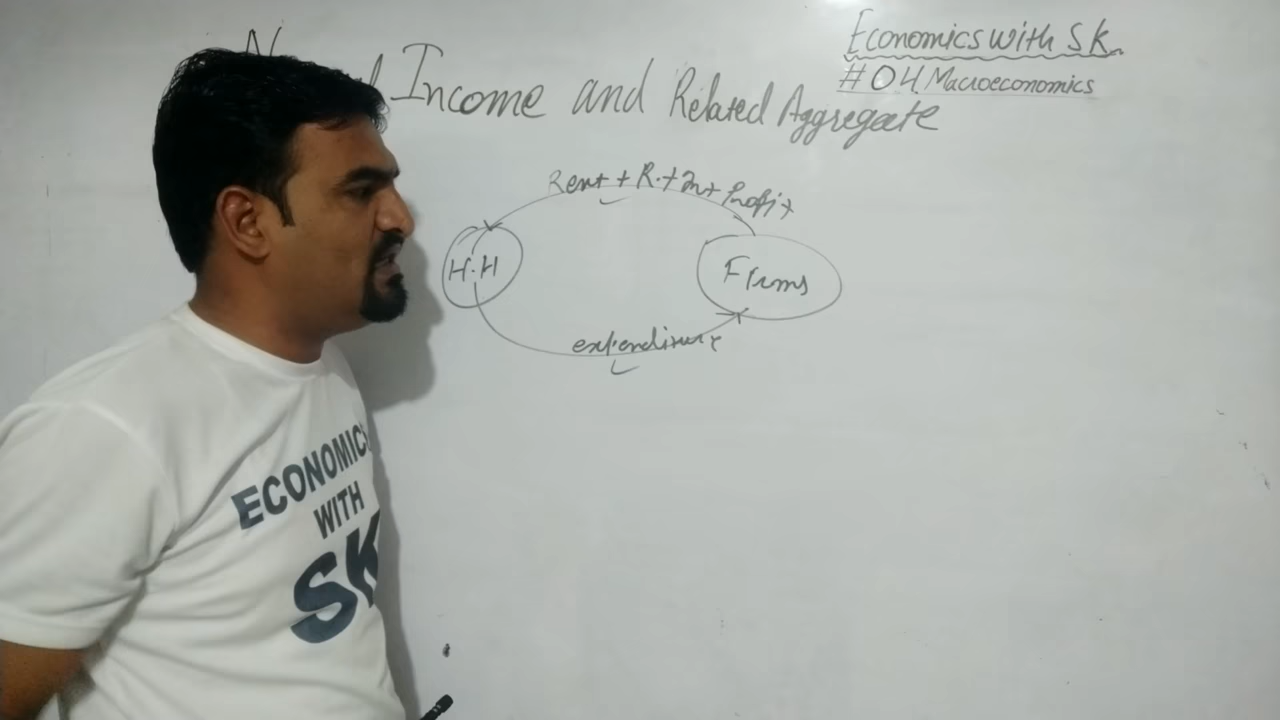 Economics with SK
#04 Macroeconomics
Income and Related Aggregate
Rent + R. + In + Profit
H.H
Firms
expenditure
ECONOMICS
WITH
SK